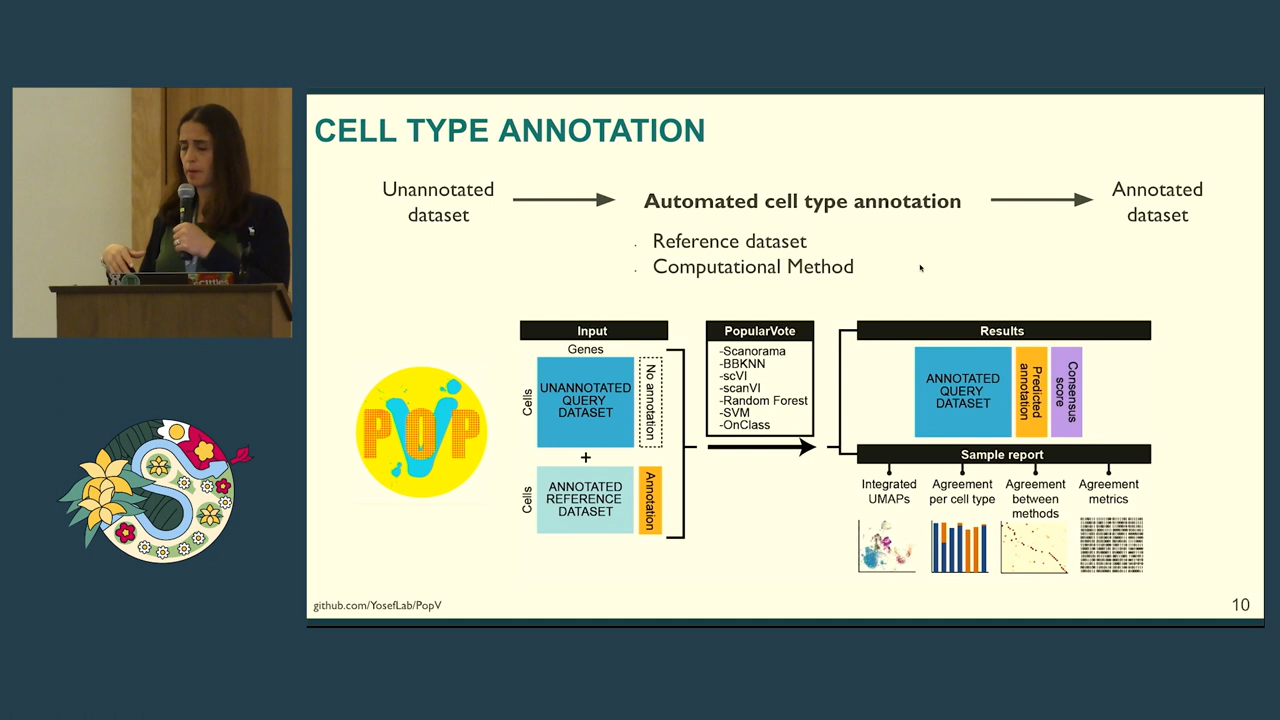 CELL TYPE ANNOTATION
Unannotated
dataset
Automated cell type annotation
Annotated
dataset
Reference dataset
Computational Method
POP
V
Input
Genes
Cells
UNANNOTATED
QUERY
DATASET
No annotation
+
Cells
ANNOTATED
REFERENCE
DATASET
Annotation
PopularVote
-Scanorama
-BBKNN
-scVI
-scanVI
-Random Forest
-SVM
-OnClass
Results
ANNOTATED
QUERY
DATASET
Predicted
annotation
Consensus
score
Sample report
Integrated
UMAPs
Agreement
per cell type
Agreement
between
methods
Agreement
metrics
github.com/YosefLab/PopV
10